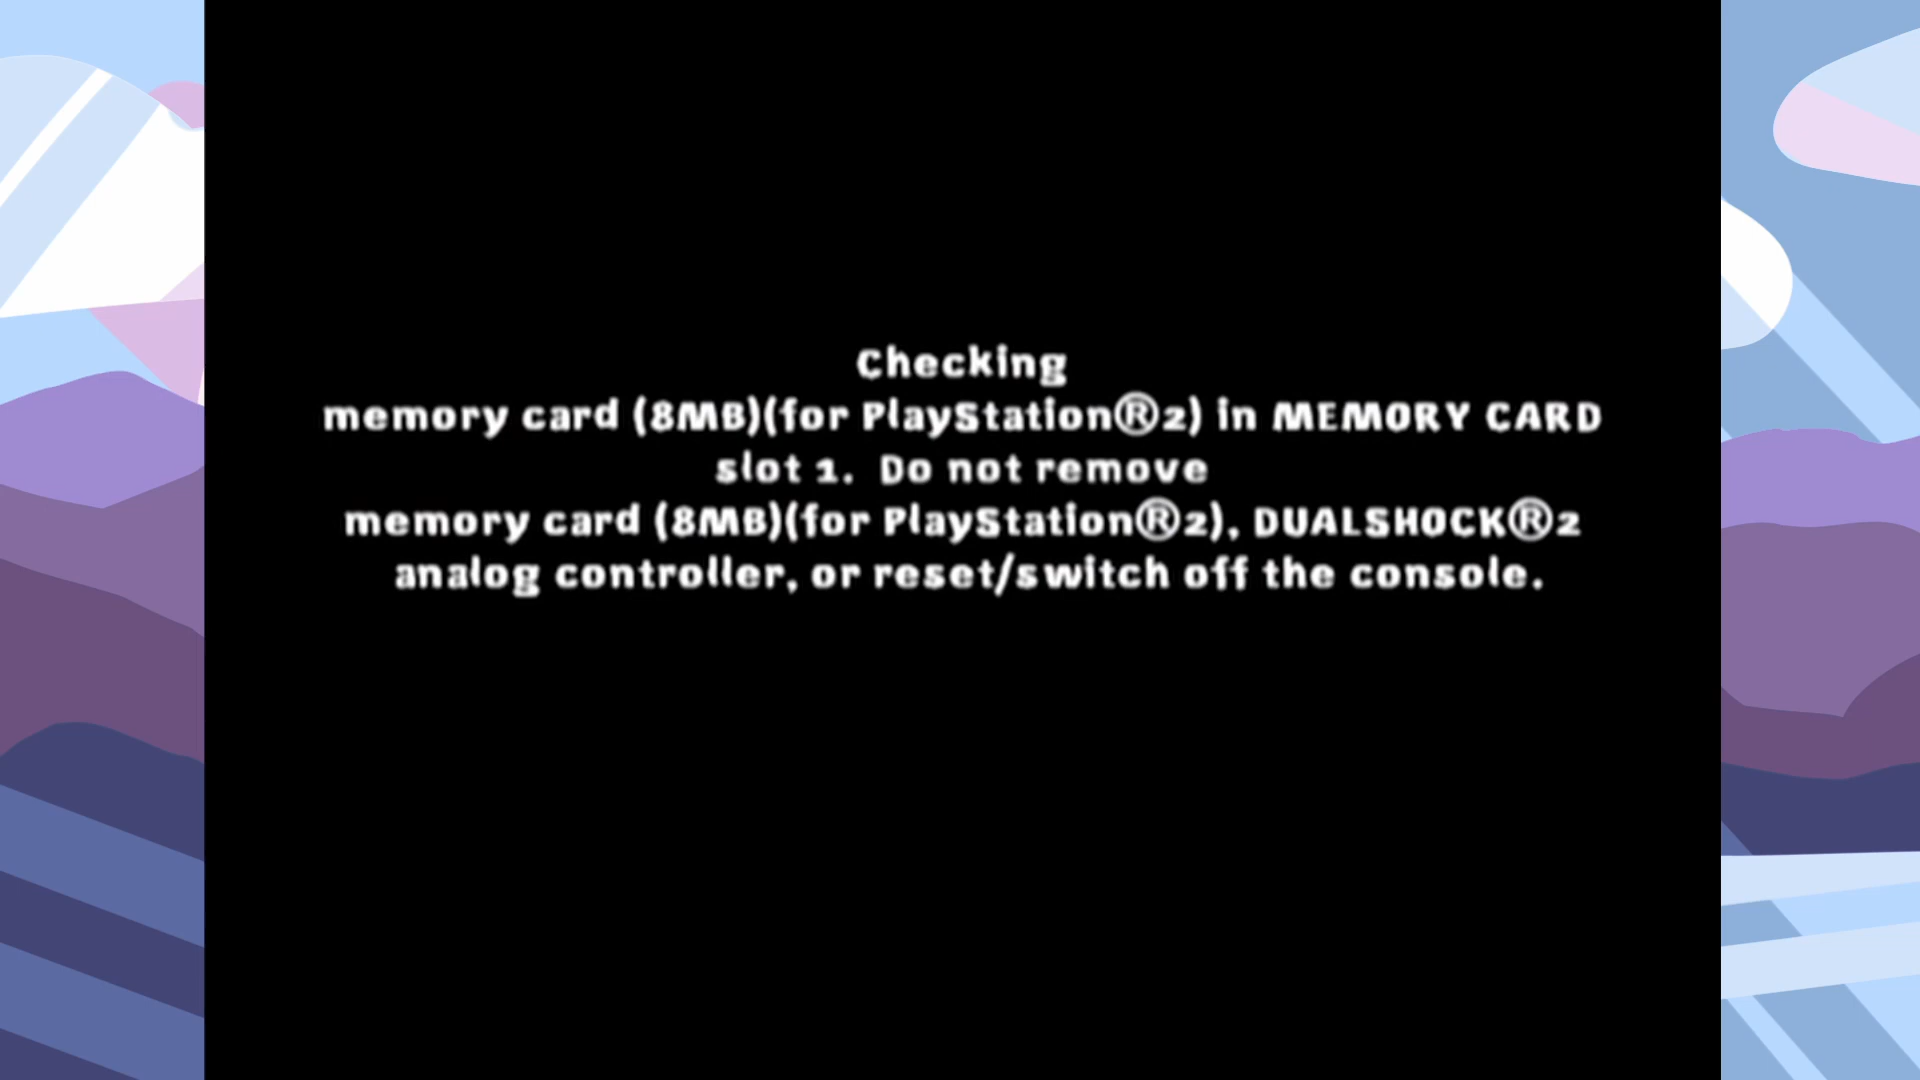 Checking
memory card (8MB)(for PlayStation®2) in MEMORY CARD
slot 1. Do not remove
memory card (8MB)(for PlayStation®2), DUALSHOCK®2
analog controller, or reset/switch off the console.